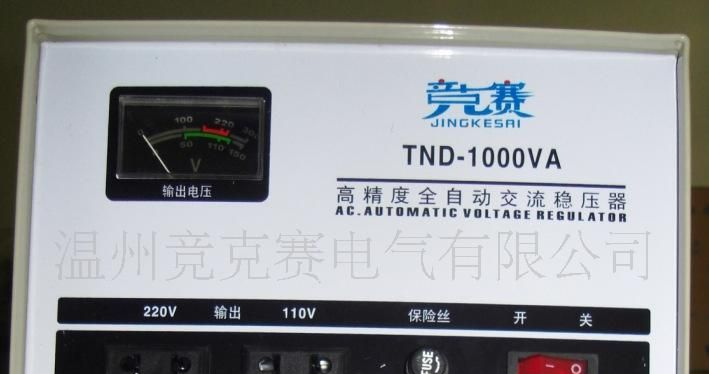 竞克赛
JINGKESAI
TND-1000VA
0 100 220 300
50 110 150
V
输出电压
高精度全自动交流稳压器
AC.AUTOMATIC VOLTAGE REGULATOR
温州竞克赛电气有限公司
220V 输出 110V 保险丝 开 关
FUSE